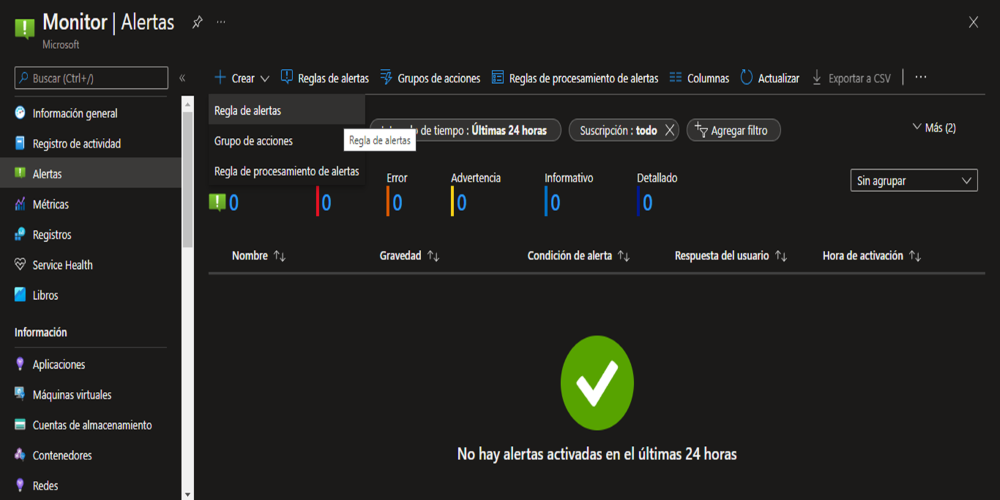 Monitor | Alertas
Microsoft
Buscar (Ctrl+/)
Información general
Registro de actividad
Alertas
Métricas
Registros
Service Health
Libros
Información
Aplicaciones
Máquinas virtuales
Cuentas de almacenamiento
Contenedores
Redes
Crear Reglas de alertas Grupos de acciones Reglas de procesamiento de alertas Columnas Actualizar Exportar a CSV
Regla de alertas
Grupo de acciones
Regla de procesamiento de alertas
Regla de alertas
de tiempo : Últimas 24 horas Suscripción : todo Agregar filtro Más (2)
Error Advertencia Informativo Detallado
0 0 0 0 0 0
Sin agrupar
Nombre Gravedad Condición de alerta Respuesta del usuario Hora de activación
No hay alertas activadas en el últimas 24 horas